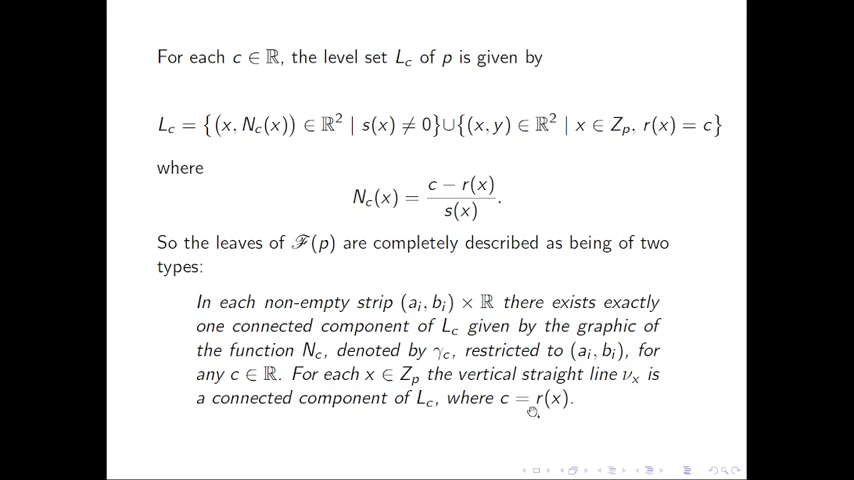 For each c ∈ ℝ, the level set L_c of p is given by
L_c = {(x, N_c(x)) ∈ ℝ² | s(x) ≠ 0}∪{(x, y) ∈ ℝ² | x ∈ Z_p, r(x) = c}
where
N_c(x) = \frac{c − r(x)}{s(x)}.
So the leaves of ℱ(p) are completely described as being of two
types:
In each non-empty strip (a_i, b_i) × ℝ there exists exactly
one connected component of L_c given by the graphic of
the function N_c, denoted by γ_c, restricted to (a_i, b_i), for
any c ∈ ℝ. For each x ∈ Z_p the vertical straight line ν_x is
a connected component of L_c, where c = r(x).